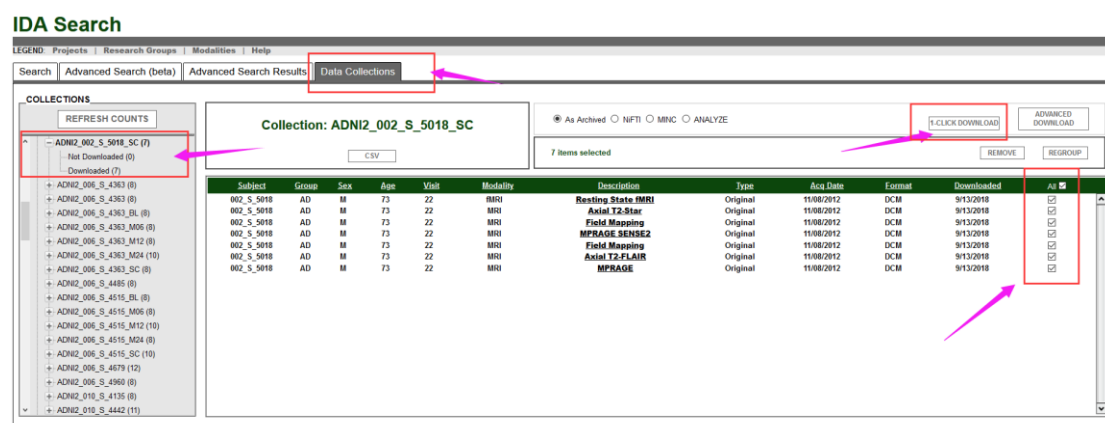 IDA Search
LEGEND: Projects | Research Groups | Modalities | Help
Search Advanced Search (beta) Advanced Search Results Data Collections
COLLECTIONS
REFRESH COUNTS
ADNI2_002_S_5018_SC (7)
Not Downloaded (0)
Downloaded (7)
ADNI2_006_S_4363 (8)
ADNI2_006_S_4363 (8)
ADNI2_006_S_4363_BL (8)
ADNI2_006_S_4363_M06 (8)
ADNI2_006_S_4363_M12 (8)
ADNI2_006_S_4363_M24 (10)
ADNI2_006_S_4363_SC (8)
ADNI2_006_S_4485 (8)
ADNI2_006_S_4515_BL (8)
ADNI2_006_S_4515_M06 (8)
ADNI2_006_S_4515_M12 (10)
ADNI2_006_S_4515_M24 (8)
ADNI2_006_S_4515_SC (10)
ADNI2_006_S_4679 (12)
ADNI2_006_S_4960 (8)
ADNI2_010_S_4135 (8)
ADNI2_010_S_4442 (11)
Collection: ADNI2_002_S_5018_SC
CSV
As Archived NiFTI MINC ANALYZE
1-CLICK DOWNLOAD
ADVANCED
DOWNLOAD
7 items selected
REMOVE REGROUP
Subject Group Sex Age Visit Modality Description Type Acq Date Format Downloaded All
002_S_5018 AD M 73 22 fMRI Resting State fMRI Original 11/08/2012 DCM 9/13/2018
002_S_5018 AD M 73 22 MRI Axial T2-Star Original 11/08/2012 DCM 9/13/2018
002_S_5018 AD M 73 22 MRI Field Mapping Original 11/08/2012 DCM 9/13/2018
002_S_5018 AD M 73 22 MRI MPRAGE SENSE2 Original 11/08/2012 DCM 9/13/2018
002_S_5018 AD M 73 22 MRI Field Mapping Original 11/08/2012 DCM 9/13/2018
002_S_5018 AD M 73 22 MRI Axial T2-FLAIR Original 11/08/2012 DCM 9/13/2018
002_S_5018 AD M 73 22 MRI MPRAGE Original 11/08/2012 DCM 9/13/2018